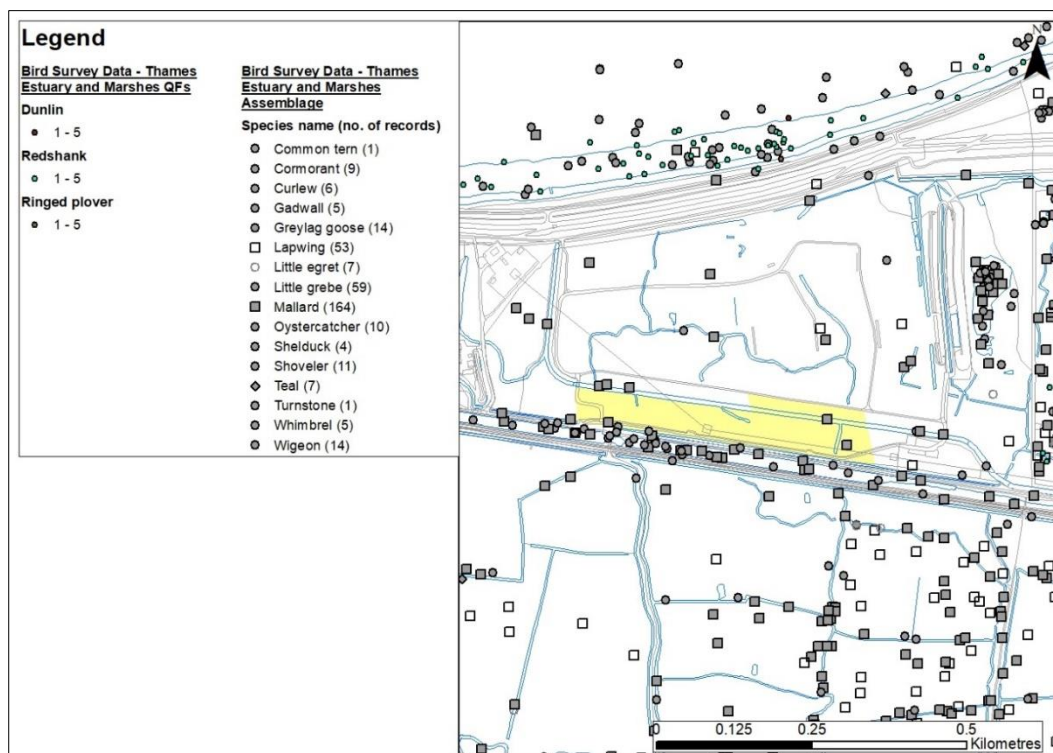 Legend
Bird Survey Data - Thames
Estuary and Marshes QFs
Dunlin
1 - 5
Redshank
1 - 5
Ringed plover
1 - 5
Bird Survey Data - Thames
Estuary and Marshes
Assemblage
Species name (no. of records)
Common tern (1)
Cormorant (9)
Curlew (6)
Gadwall (5)
Greylag goose (14)
Lapwing (53)
Little egret (7)
Little grebe (59)
Mallard (164)
Oystercatcher (10)
Shelduck (4)
Shoveler (11)
Teal (7)
Turnstone (1)
Whimbrel (5)
Wigeon (14)
N
0 0.125 0.25 0.5
Kilometres